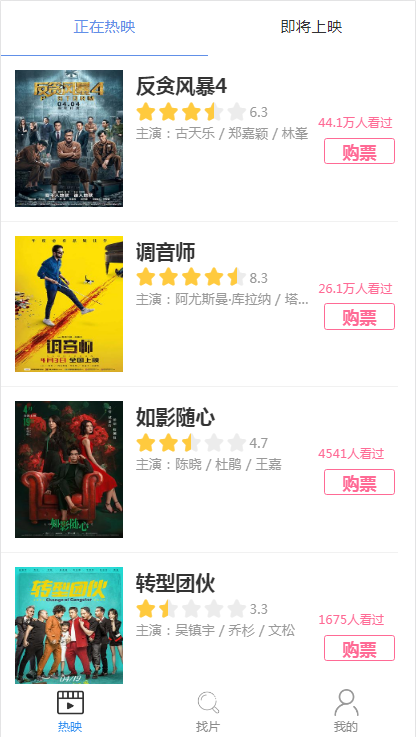 正在热映
即将上映
反贪风暴4
04.04
反贪风暴4
6.3
主演：古天乐 / 郑嘉颖 / 林峯
44.1万人看过
购票
调音师
4月3日 全国上映
调音师
8.3
主演：阿尤斯曼·库拉纳 / 塔...
26.1万人看过
购票
如影随心
如影随心
4.7
主演：陈晓 / 杜鹃 / 王嘉
4541人看过
购票
转型团伙
04/19
转型团伙
3.3
主演：吴镇宇 / 乔杉 / 文松
1675人看过
购票
热映
找片
我的